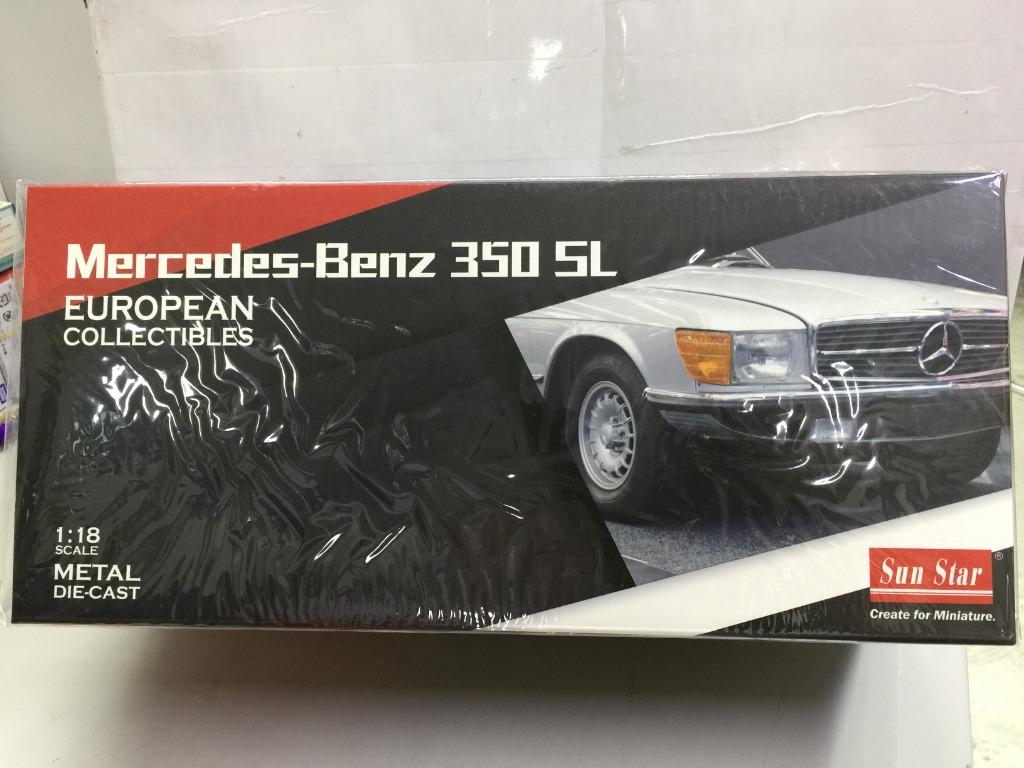 Mercedes-Benz 350 SL
EUROPEAN
COLLECTIBLES
1:18
SCALE
METAL
DIE-CAST
Sun Star
®
Create for Miniature.